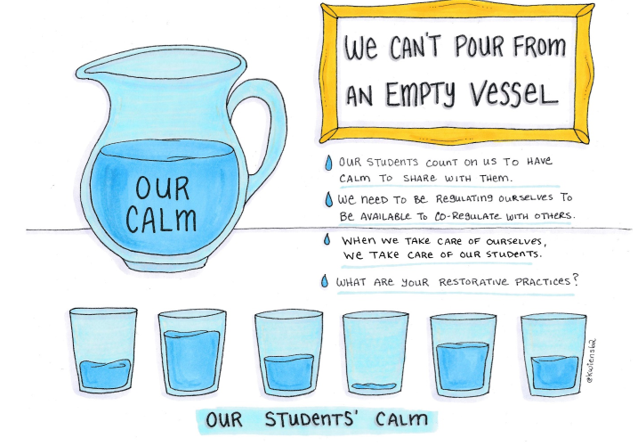 WE CAN'T POUR FROM
AN EMPTY VESSEL
OUR CALM
OUR STUDENTS COUNT ON US TO HAVE
CALM TO SHARE WITH THEM.
WE NEED TO BE REGULATING OURSELVES TO
BE AVAILABLE TO CO-REGULATE WITH OTHERS.
WHEN WE TAKE CARE OF OURSELVES,
WE TAKE CARE OF OUR STUDENTS.
WHAT ARE YOUR RESTORATIVE PRACTICES?
@kwiens62
OUR STUDENTS' CALM